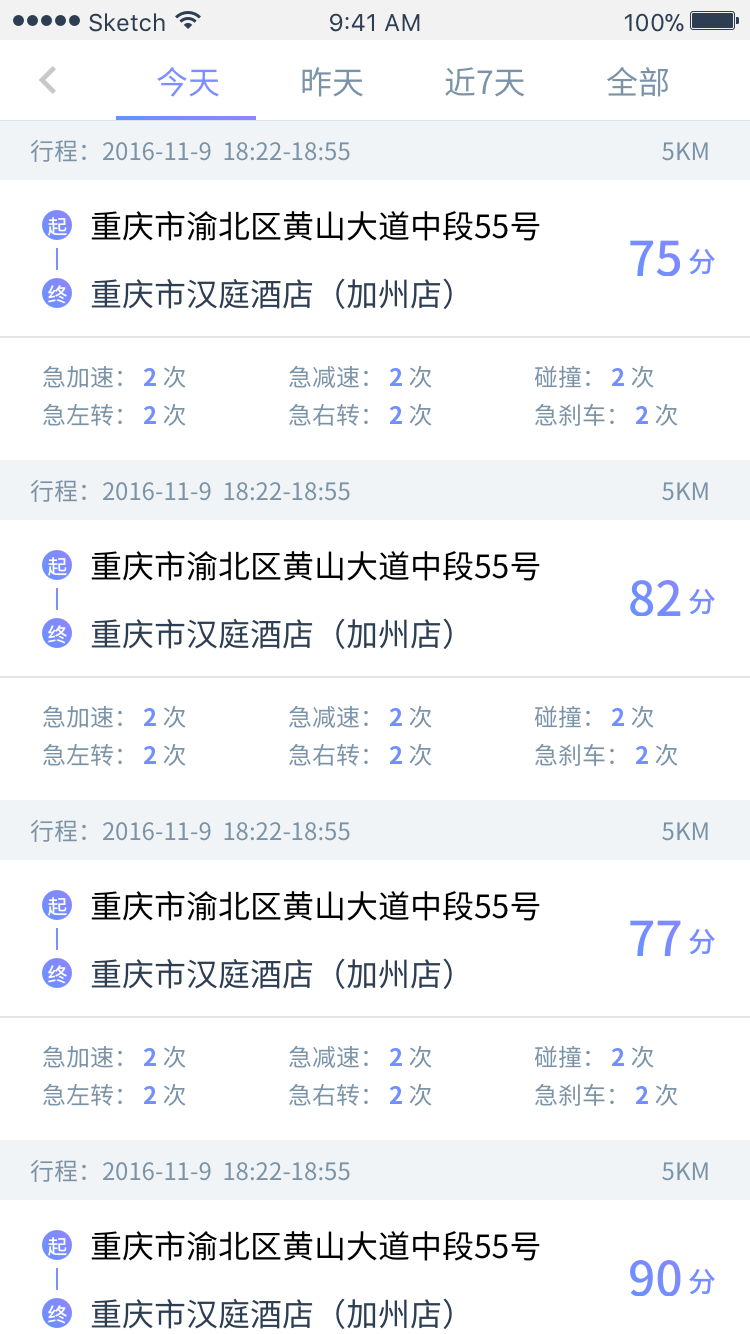 Sketch 9:41 AM 100%
今天 昨天 近7天 全部
行程：2016-11-9 18:22-18:55 5KM
起 重庆市渝北区黄山大道中段55号
75分
终 重庆市汉庭酒店（加州店）
急加速：2次 急减速：2次 碰撞：2次
急左转：2次 急右转：2次 急刹车：2次
行程：2016-11-9 18:22-18:55 5KM
起 重庆市渝北区黄山大道中段55号
82分
终 重庆市汉庭酒店（加州店）
急加速：2次 急减速：2次 碰撞：2次
急左转：2次 急右转：2次 急刹车：2次
行程：2016-11-9 18:22-18:55 5KM
起 重庆市渝北区黄山大道中段55号
77分
终 重庆市汉庭酒店（加州店）
急加速：2次 急减速：2次 碰撞：2次
急左转：2次 急右转：2次 急刹车：2次
行程：2016-11-9 18:22-18:55 5KM
起 重庆市渝北区黄山大道中段55号
90分
终 重庆市汉庭酒店（加州店）